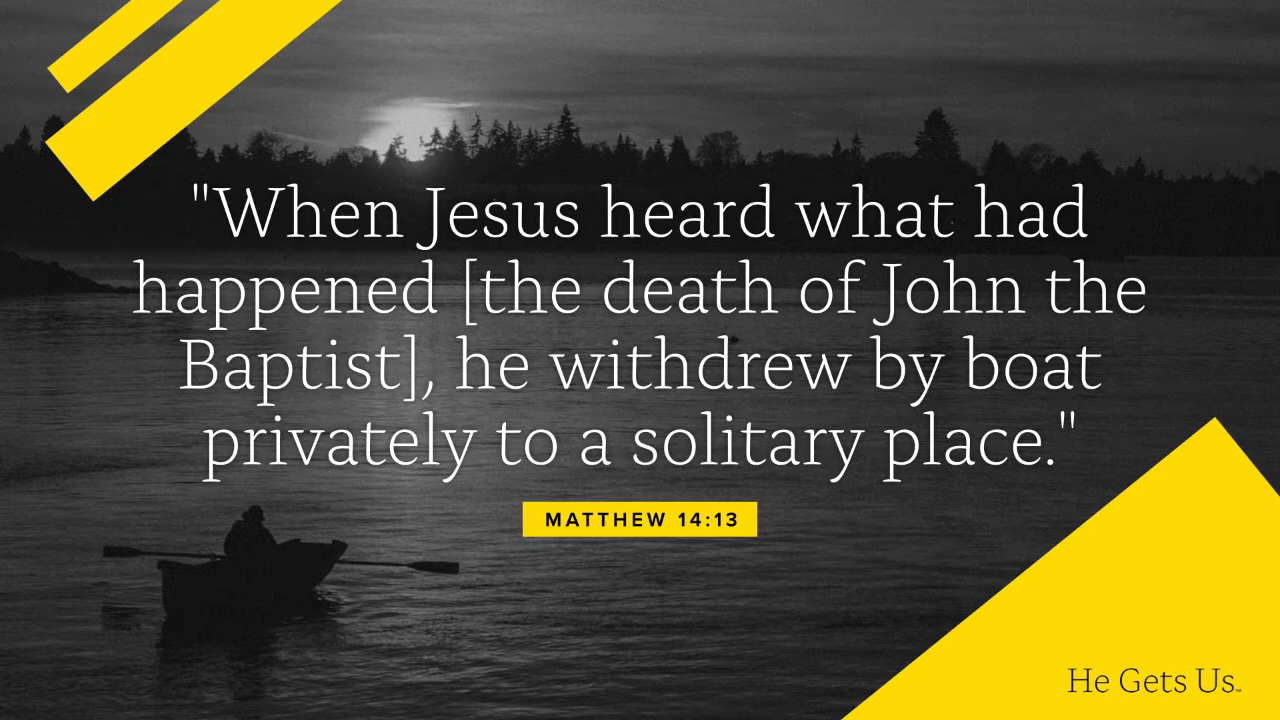 "When Jesus heard what had
happened [the death of John the
Baptist], he withdrew by boat
privately to a solitary place."
MATTHEW 14:13
He Gets Us™